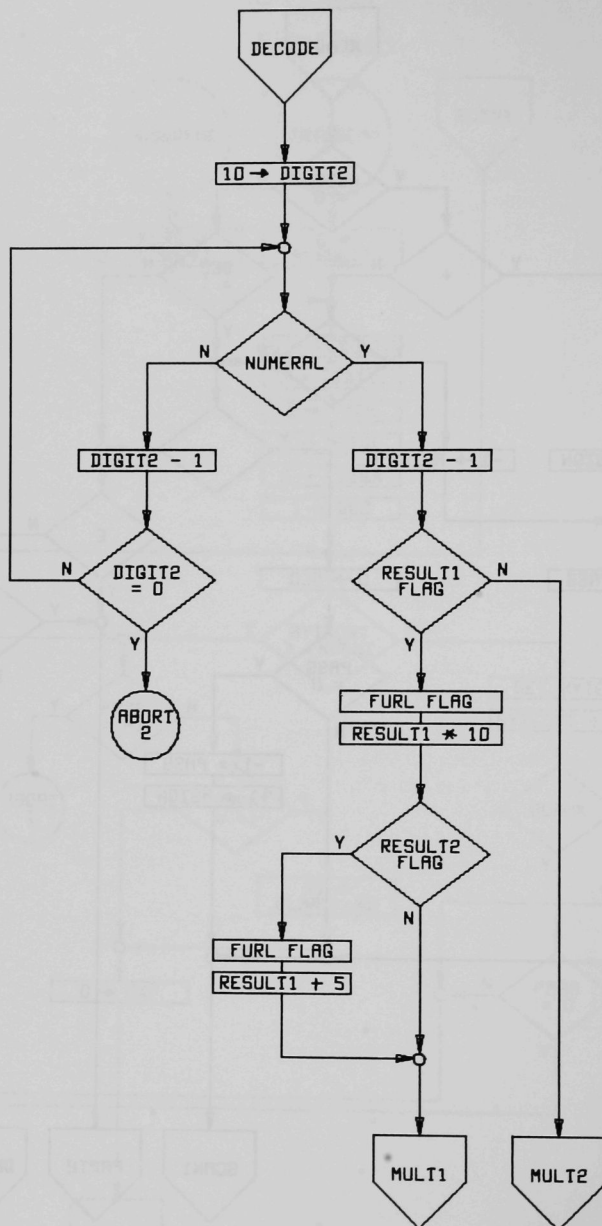 DECODE
10 → DIGIT2
NUMERAL
N
Y
DIGIT2 - 1
DIGIT2 - 1
DIGIT2
= 0
N
Y
RESULT1
FLAG
N
Y
ABORT
2
FURL FLAG
RESULT1 * 10
RESULT2
FLAG
Y
N
FURL FLAG
RESULT1 + 5
MULT1
MULT2